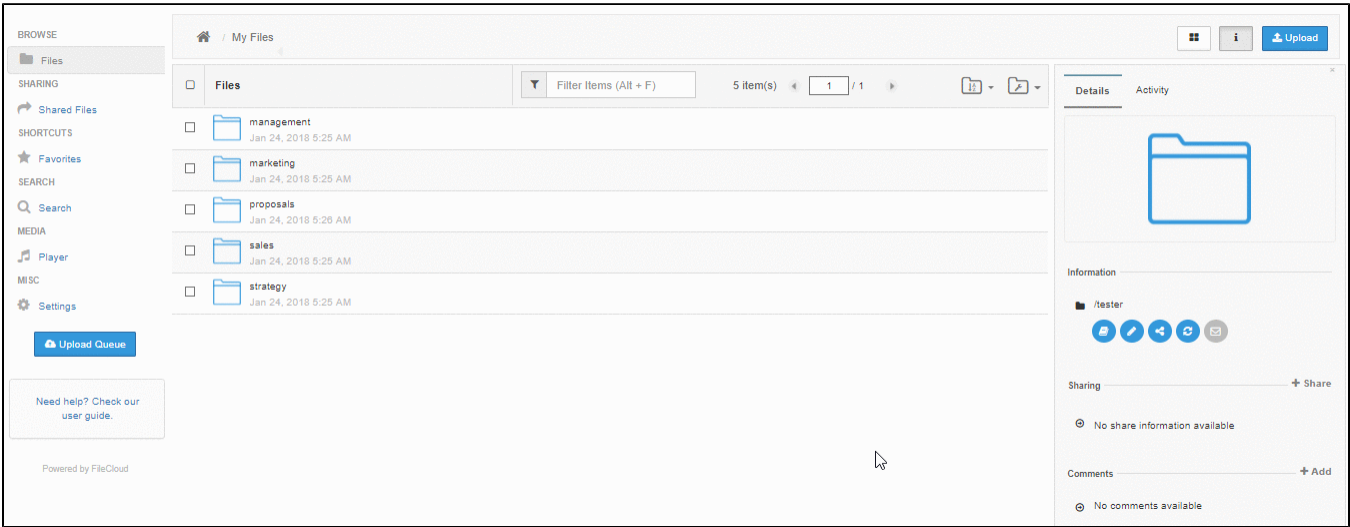 BROWSE
Files
SHARING
Shared Files
SHORTCUTS
Favorites
SEARCH
Search
MEDIA
Player
MISC
Settings
Upload Queue
Need help? Check our
user guide.
Powered by FileCloud
/ My Files
i
Upload
Files
Filter Items (Alt + F)
5 item(s)
1 / 1
management
Jan 24, 2018 5:25 AM
marketing
Jan 24, 2018 5:25 AM
proposals
Jan 24, 2018 5:26 AM
sales
Jan 24, 2018 5:25 AM
strategy
Jan 24, 2018 5:25 AM
×
Details Activity
Information
/tester
Sharing + Share
No share information available
Comments + Add
No comments available